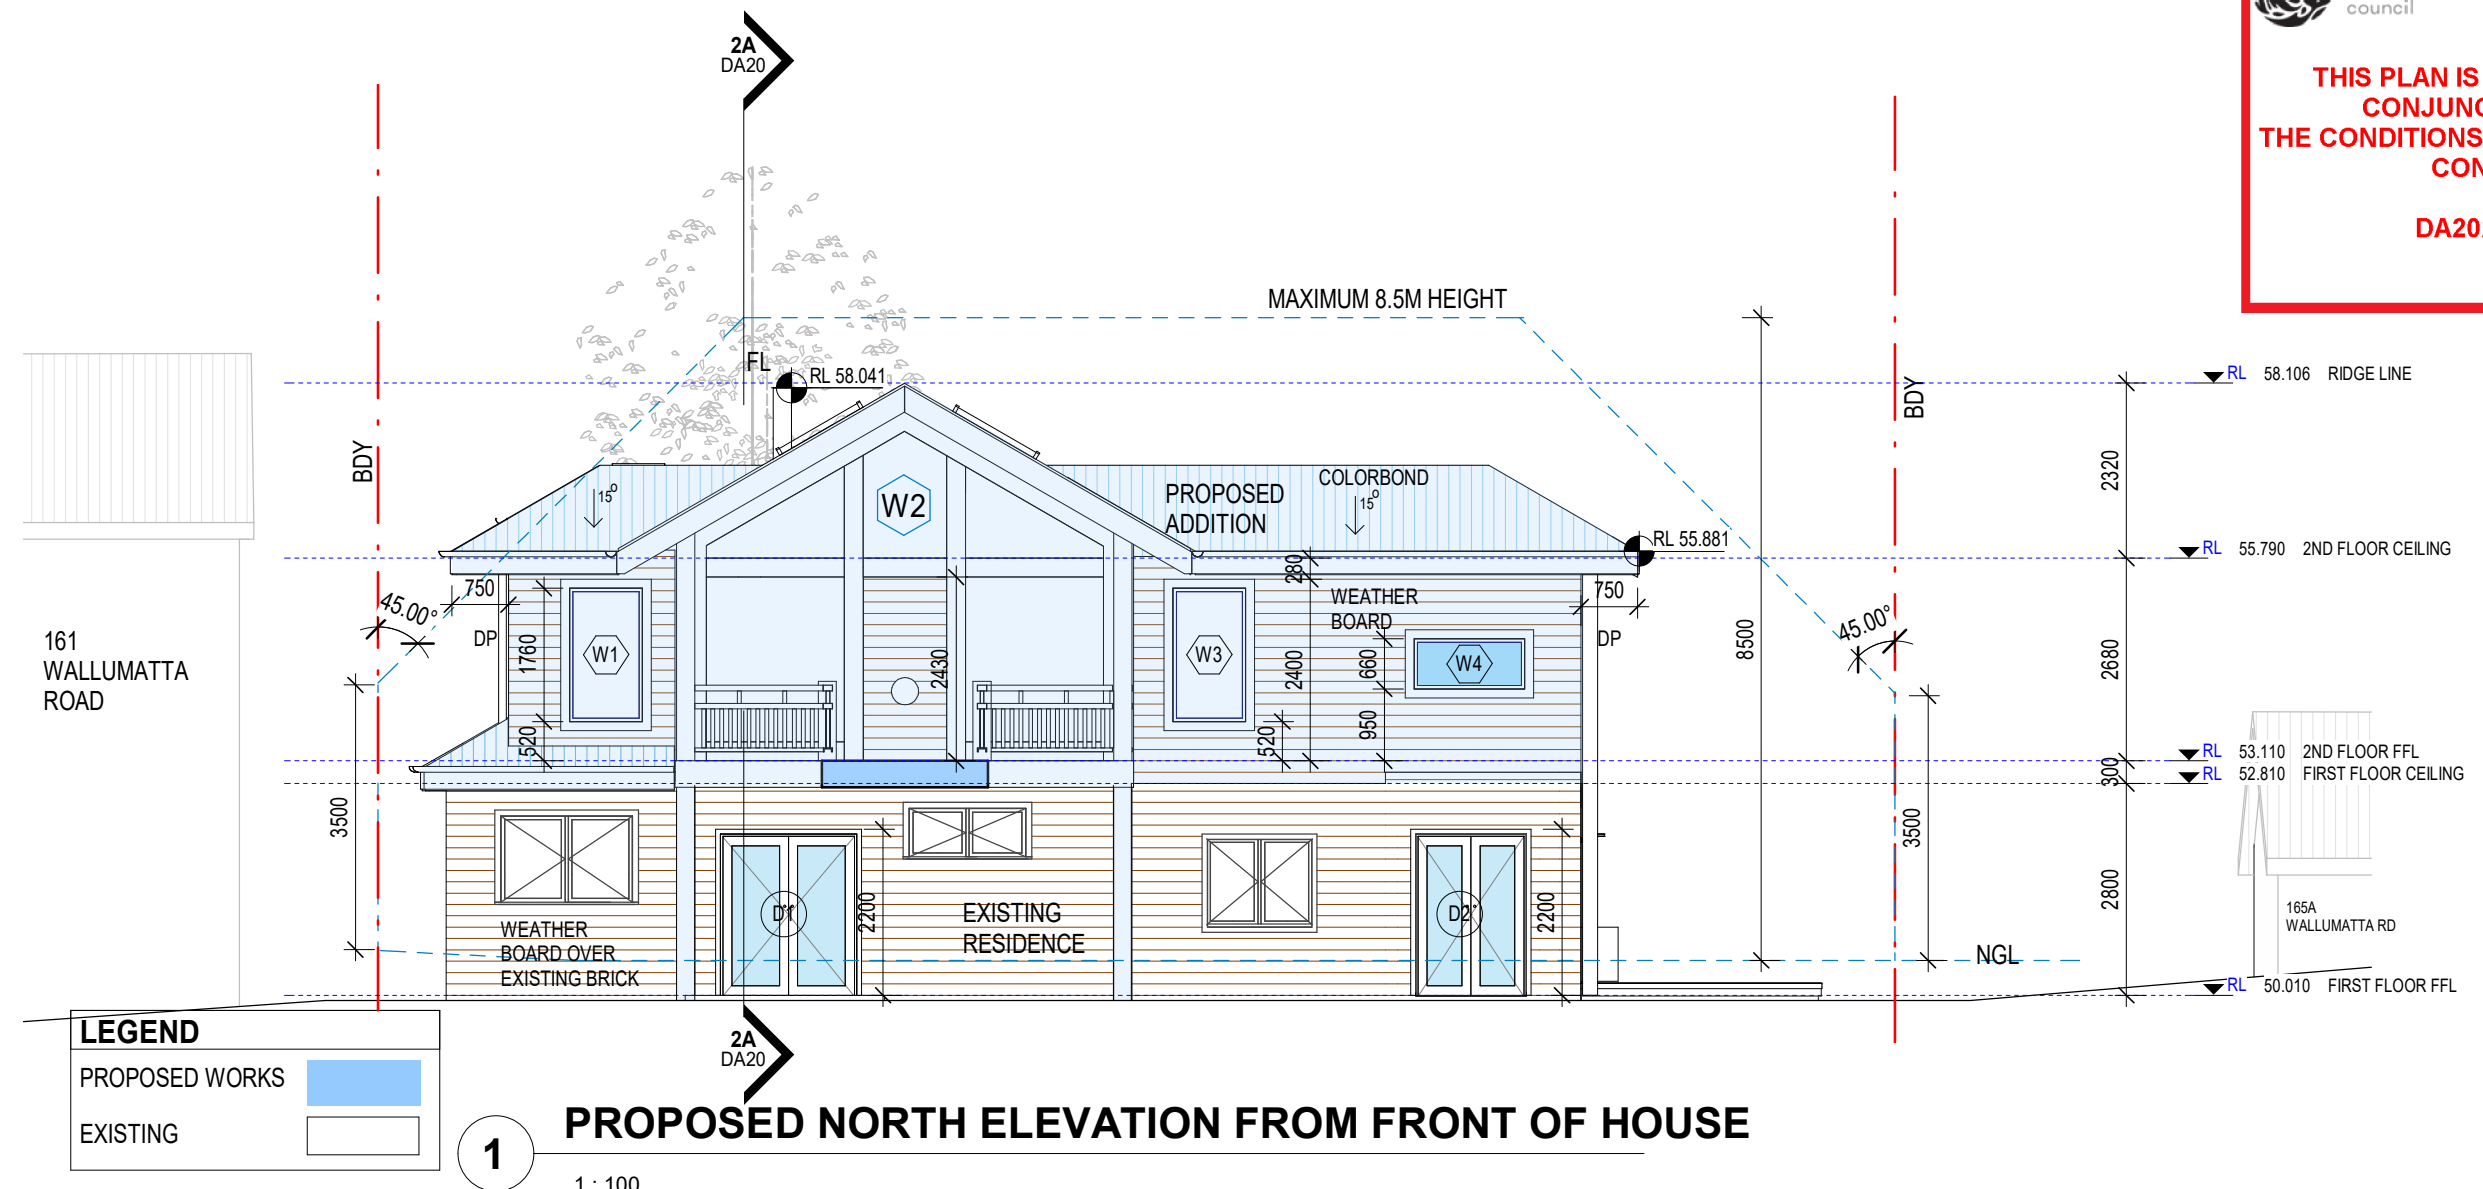 council
THIS PLAN IS
CONJUNC
THE CONDITIONS
CON
DA20
2A
DA20
MAXIMUM 8.5M HEIGHT
FL
RL 58.041
RL 58.106 RIDGE LINE
BDY
BDY
2320
COLORBOND
15°
15°
W2
PROPOSED
ADDITION
RL 55.881
RL 55.790 2ND FLOOR CEILING
280
750
750
45.00°
45.00°
WEATHER
BOARD
DP
DP
161
WALLUMATTA
ROAD
1760
W1
2430
W3
2400
660
W4
8500
2680
520
520
950
RL 53.110 2ND FLOOR FFL
300
RL 52.810 FIRST FLOOR CEILING
3500
3500
2800
D1
2200
D2
2200
EXISTING
RESIDENCE
WEATHER
BOARD OVER
EXISTING BRICK
165A
WALLUMATTA RD
NGL
RL 50.010 FIRST FLOOR FFL
LEGEND
PROPOSED WORKS
EXISTING
2A
DA20
1
PROPOSED NORTH ELEVATION FROM FRONT OF HOUSE
1 : 100